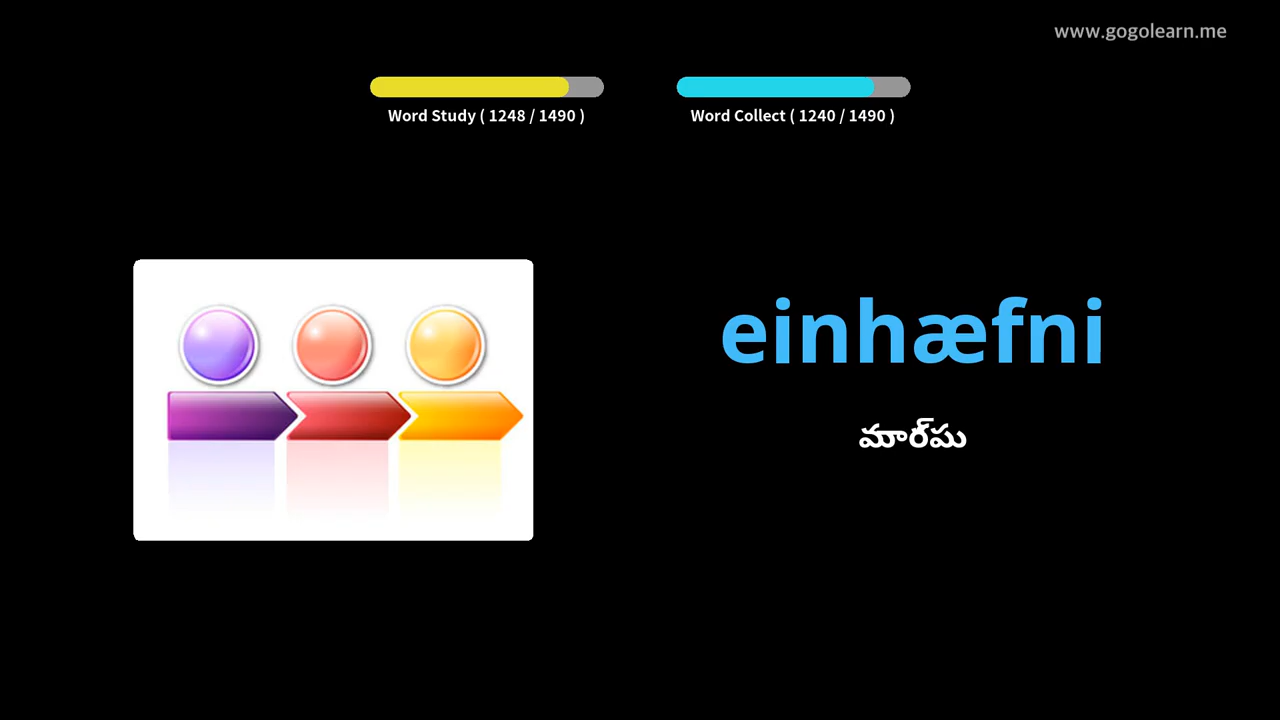 www.gogolearn.me
Word Study ( 1248 / 1490 )
Word Collect ( 1240 / 1490 )
einhæfni
మార్‌పు